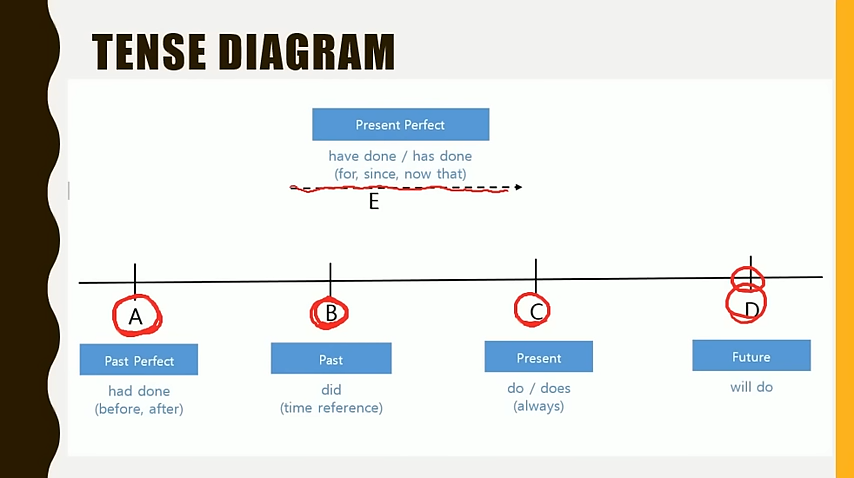 TENSE DIAGRAM
Present Perfect
have done / has done
(for, since, now that)
E
A
B
C
D
Past Perfect
had done
(before, after)
Past
did
(time reference)
Present
do / does
(always)
Future
will do